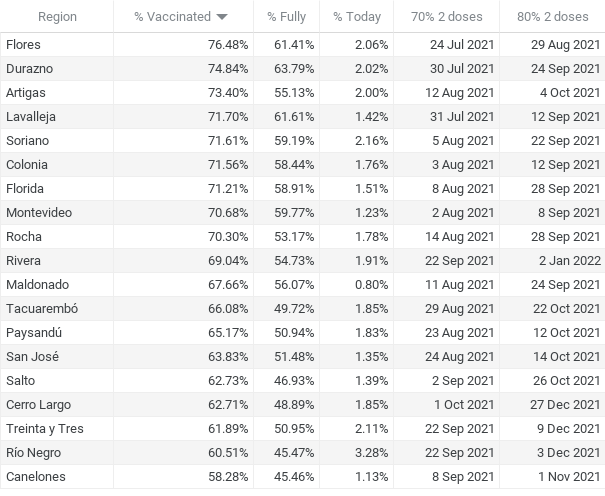 Region % Vaccinated % Fully % Today 70% 2 doses 80% 2 doses
Flores 76.48% 61.41% 2.06% 24 Jul 2021 29 Aug 2021
Durazno 74.84% 63.79% 2.02% 30 Jul 2021 24 Sep 2021
Artigas 73.40% 55.13% 2.00% 12 Aug 2021 4 Oct 2021
Lavalleja 71.70% 61.61% 1.42% 31 Jul 2021 12 Sep 2021
Soriano 71.61% 59.19% 2.16% 5 Aug 2021 22 Sep 2021
Colonia 71.56% 58.44% 1.76% 3 Aug 2021 12 Sep 2021
Florida 71.21% 58.91% 1.51% 8 Aug 2021 28 Sep 2021
Montevideo 70.68% 59.77% 1.23% 2 Aug 2021 8 Sep 2021
Rocha 70.30% 53.17% 1.78% 14 Aug 2021 28 Sep 2021
Rivera 69.04% 54.73% 1.91% 22 Sep 2021 2 Jan 2022
Maldonado 67.66% 56.07% 0.80% 11 Aug 2021 24 Sep 2021
Tacuarembó 66.08% 49.72% 1.85% 29 Aug 2021 22 Oct 2021
Paysandú 65.17% 50.94% 1.83% 23 Aug 2021 12 Oct 2021
San José 63.83% 51.48% 1.35% 24 Aug 2021 14 Oct 2021
Salto 62.73% 46.93% 1.39% 2 Sep 2021 26 Oct 2021
Cerro Largo 62.71% 48.89% 1.85% 1 Oct 2021 27 Dec 2021
Treinta y Tres 61.89% 50.95% 2.11% 22 Sep 2021 9 Dec 2021
Río Negro 60.51% 45.47% 3.28% 22 Sep 2021 3 Dec 2021
Canelones 58.28% 45.46% 1.13% 8 Sep 2021 1 Nov 2021